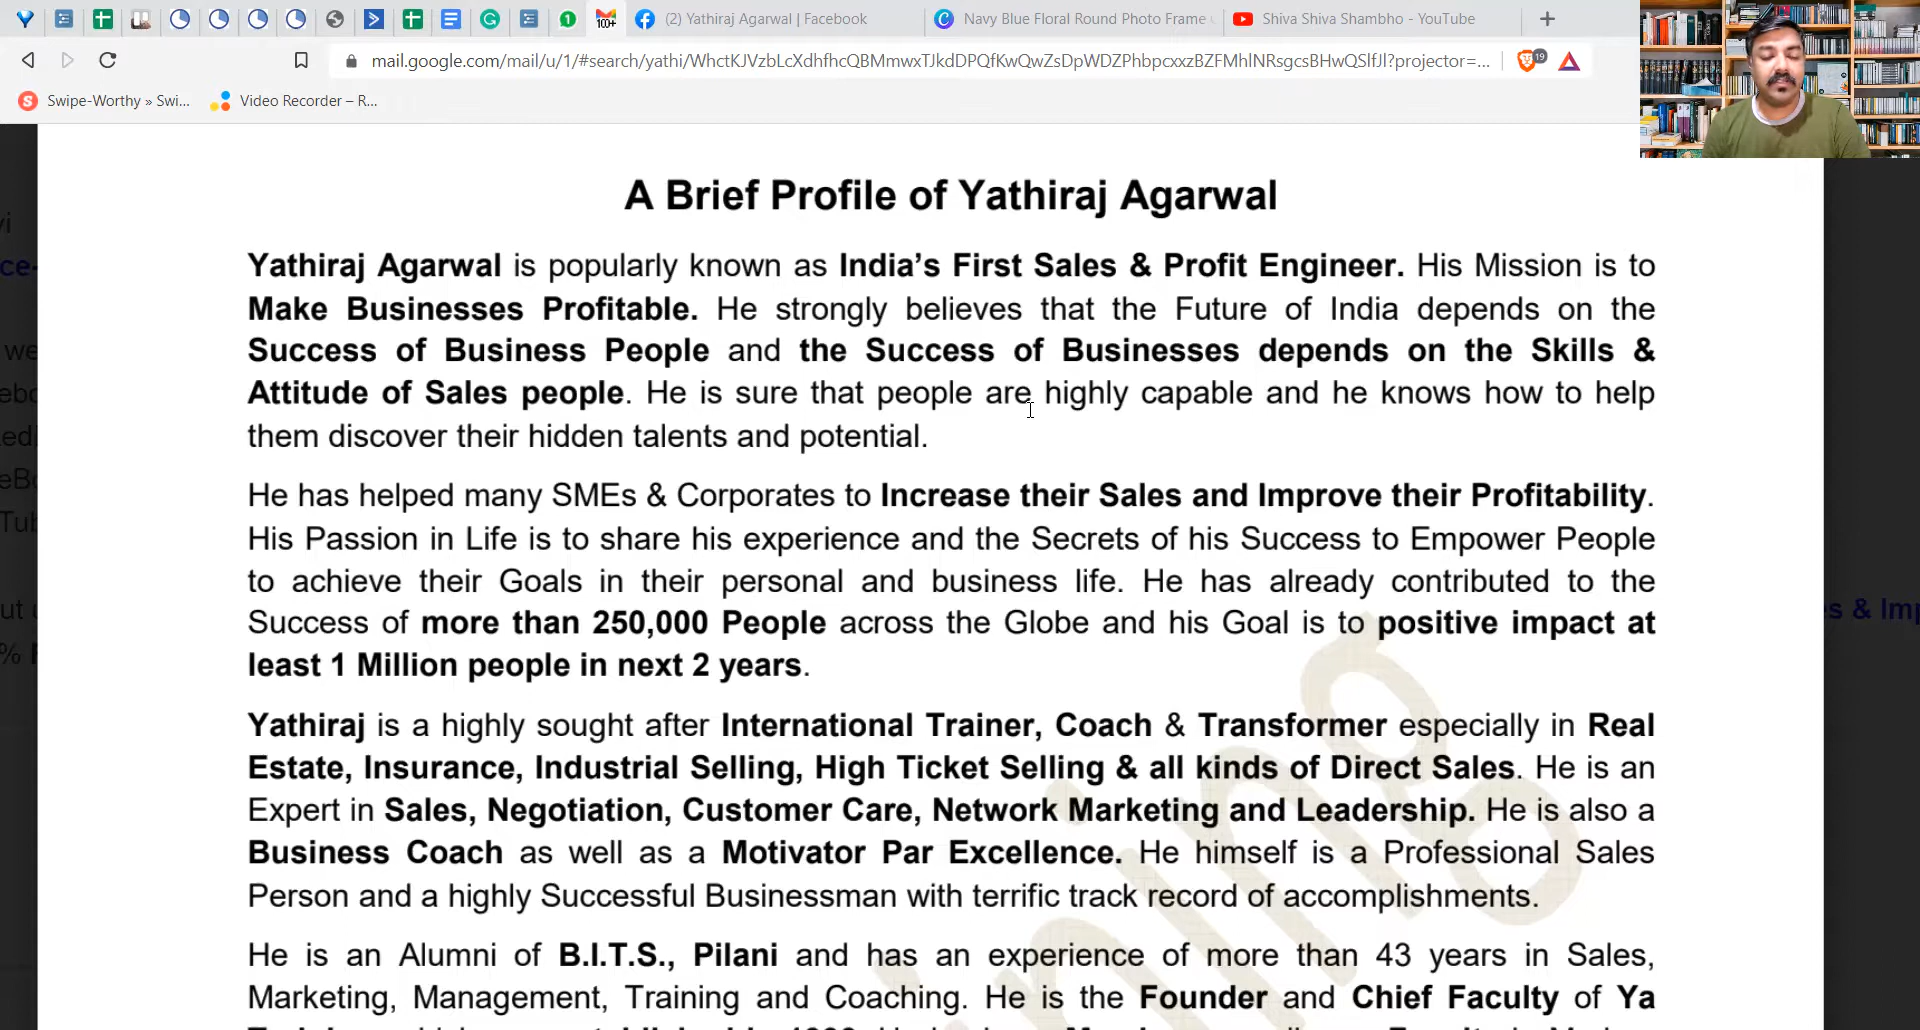 (2) Yathiraj Agarwal | Facebook
Navy Blue Floral Round Photo Frame
Shiva Shiva Shambho - YouTube
100+
mail.google.com/mail/u/1/#search/yathi/WhctKJVzbLcXdhfhcQBMmwxTJkdDPQfKwQwZsDpWDZPhbpcxxzBZFMhlNRsgcsBHwQSlfJl?projector=...
19
Swipe-Worthy » Swi...
Video Recorder – R...
A Brief Profile of Yathiraj Agarwal
Yathiraj Agarwal is popularly known as India’s First Sales & Profit Engineer. His Mission is to
Make Businesses Profitable. He strongly believes that the Future of India depends on the
Success of Business People and the Success of Businesses depends on the Skills &
Attitude of Sales people. He is sure that people are highly capable and he knows how to help
them discover their hidden talents and potential.
He has helped many SMEs & Corporates to Increase their Sales and Improve their Profitability.
His Passion in Life is to share his experience and the Secrets of his Success to Empower People
to achieve their Goals in their personal and business life. He has already contributed to the
Success of more than 250,000 People across the Globe and his Goal is to positive impact at
least 1 Million people in next 2 years.
Yathiraj is a highly sought after International Trainer, Coach & Transformer especially in Real
Estate, Insurance, Industrial Selling, High Ticket Selling & all kinds of Direct Sales. He is an
Expert in Sales, Negotiation, Customer Care, Network Marketing and Leadership. He is also a
Business Coach as well as a Motivator Par Excellence. He himself is a Professional Sales
Person and a highly Successful Businessman with terrific track record of accomplishments.
He is an Alumni of B.I.T.S., Pilani and has an experience of more than 43 years in Sales,
Marketing, Management, Training and Coaching. He is the Founder and Chief Faculty of Ya